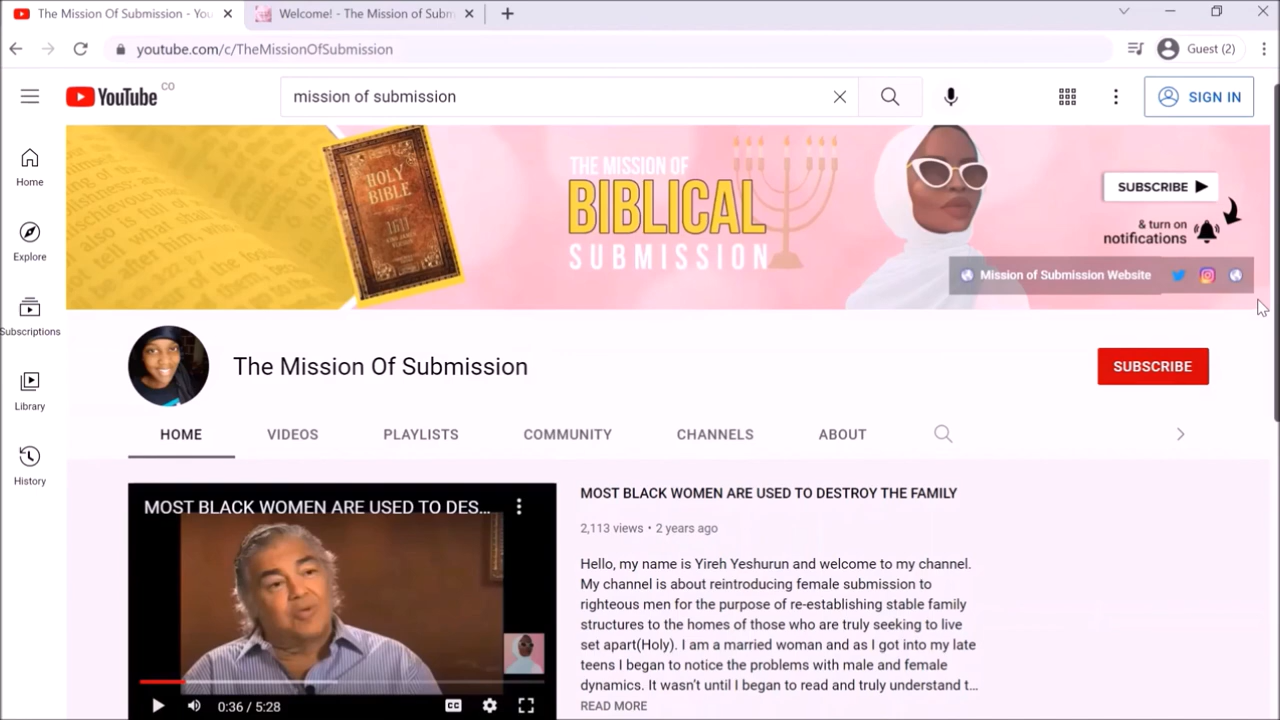 The Mission Of Submission - You
Welcome! - The Mission of Subm
youtube.com/c/TheMissionOfSubmission
Guest (2)
YouTube CO
mission of submission
SIGN IN
Home
Explore
Subscriptions
Library
History
HOLY
BIBLE
1611
THE MISSION OF
BIBLICAL
SUBMISSION
SUBSCRIBE
& turn on
notifications
Mission of Submission Website
The Mission Of Submission
SUBSCRIBE
HOME
VIDEOS
PLAYLISTS
COMMUNITY
CHANNELS
ABOUT
MOST BLACK WOMEN ARE USED TO DES...
0:36 / 5:28
CC
MOST BLACK WOMEN ARE USED TO DESTROY THE FAMILY
2,113 views • 2 years ago
Hello, my name is Yireh Yeshurun and welcome to my channel.
My channel is about reintroducing female submission to
righteous men for the purpose of re-establishing stable family
structures to the homes of those who are truly seeking to live
set apart(Holy). I am a married woman and as I got into my late
teens I began to notice the problems with male and female
dynamics. It wasn't until I began to read and truly understand t...
READ MORE